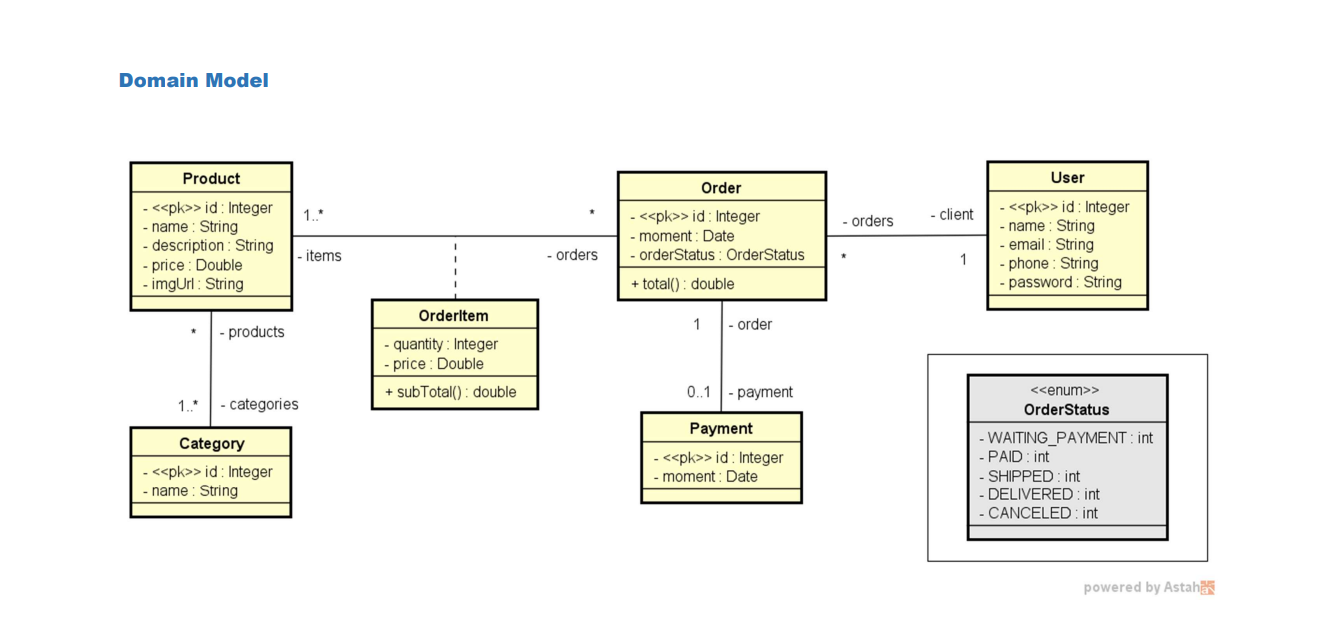 Domain Model
Product
- <<pk>> id : Integer
- name : String
- description : String
- price : Double
- imgUrl : String
1..*
- items
*
- orders
Order
- <<pk>> id : Integer
- moment : Date
- orderStatus : OrderStatus
+ total() : double
- orders
*
- client
1
User
- <<pk>> id : Integer
- name : String
- email : String
- phone : String
- password : String
OrderItem
- quantity : Integer
- price : Double
+ subTotal() : double
* - products
1..* - categories
Category
- <<pk>> id : Integer
- name : String
1 - order
0..1 - payment
Payment
- <<pk>> id : Integer
- moment : Date
<<enum>>
OrderStatus
- WAITING_PAYMENT : int
- PAID : int
- SHIPPED : int
- DELIVERED : int
- CANCELED : int
powered by Astah